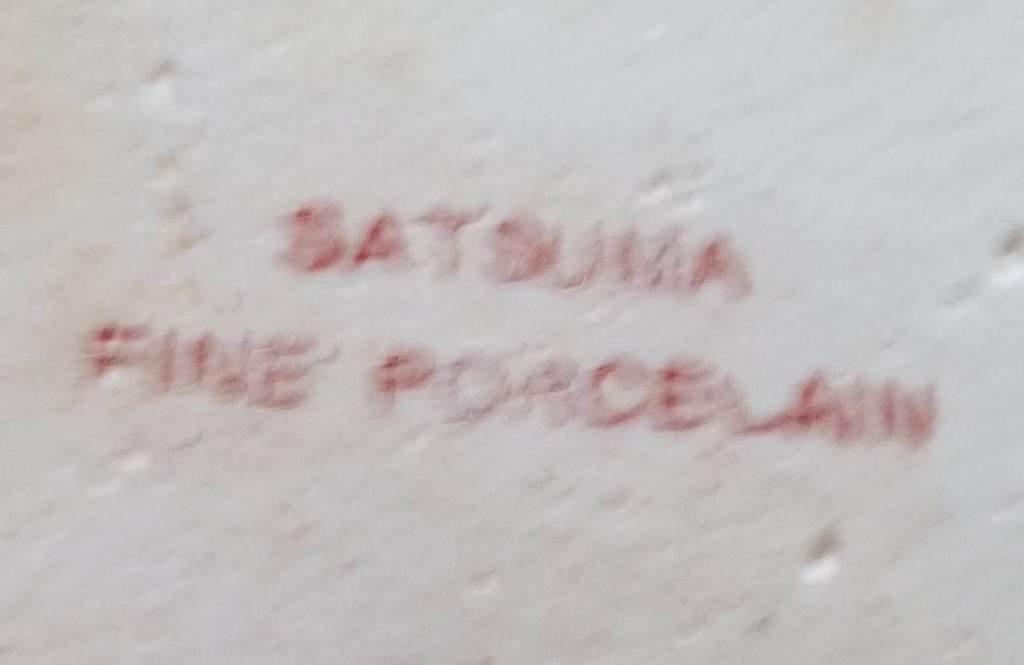 SATSUMA
FINE PORCELAIN